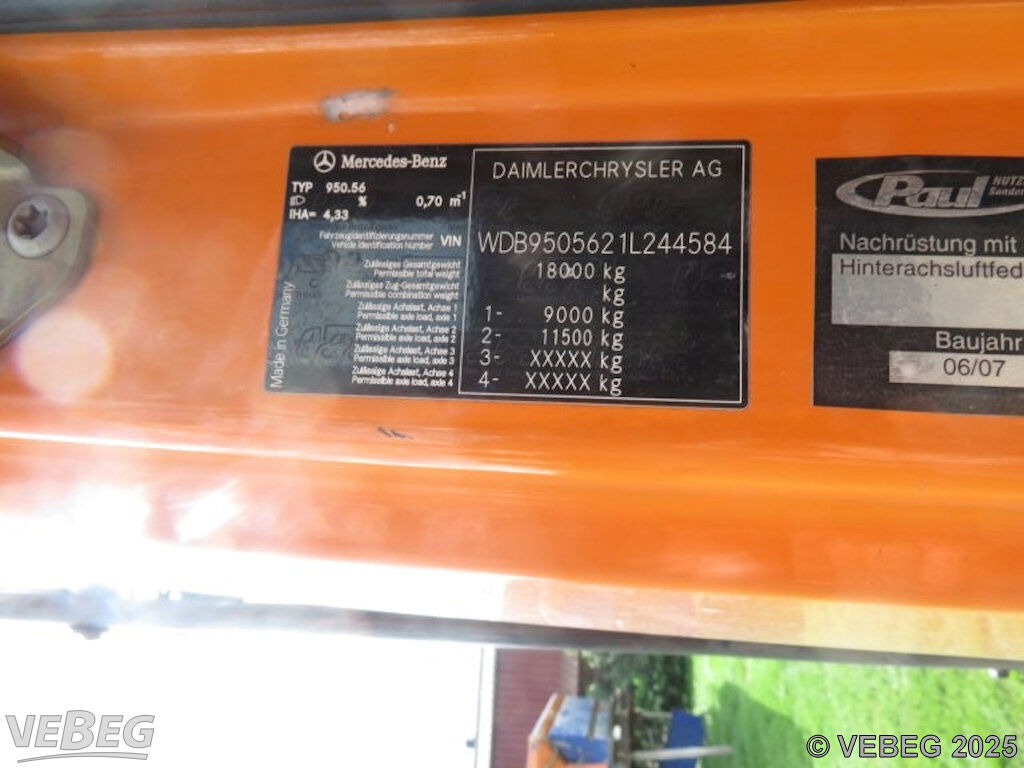 Mercedes-Benz
DAIMLERCHRYSLER AG
TYP 950.56
% 0,70 m⁻¹
IHA= 4,33
Fahrzeugidentifizierungsnummer
Vehicle Identification Number VIN WDB9505621L244584
Zulässiges Gesamtgewicht
Permissible total weight 18000 kg
Zulässiges Zug-Gesamtgewicht
Permissible combination weight kg
Zulässige Achslast, Achse 1
Permissible axle load, axle 1 1- 9000 kg
Zulässige Achslast, Achse 2
Permissible axle load, axle 2 2- 11500 kg
Zulässige Achslast, Achse 3
Permissible axle load, axle 3 3- XXXXX kg
Zulässige Achslast, Achse 4
Permissible axle load, axle 4 4- XXXXX kg
Made in Germany
Paul NUTZ
Sonder
Nachrüstung mit
Hinterachsluftfed
Baujahr
06/07
VEBEG
© VEBEG 2025